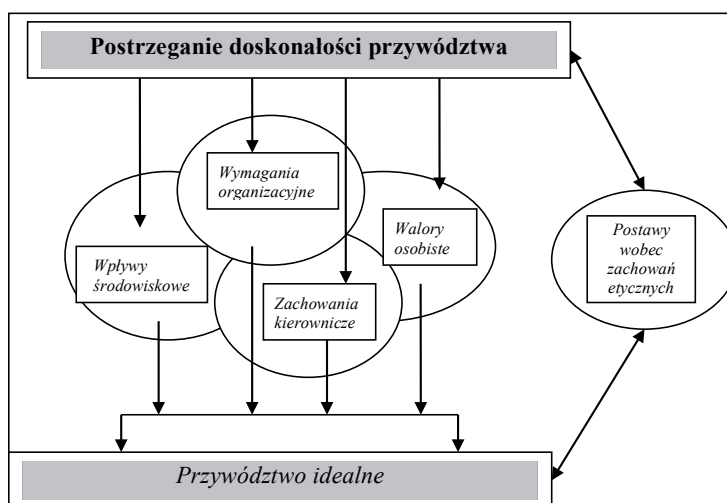 Postrzeganie doskonałości przywództwa
Wymagania
organizacyjne
Walory
osobiste
Wpływy
środowiskowe
Zachowania
kierownicze
Postawy
wobec
zachowań
etycznych
Przywództwo idealne